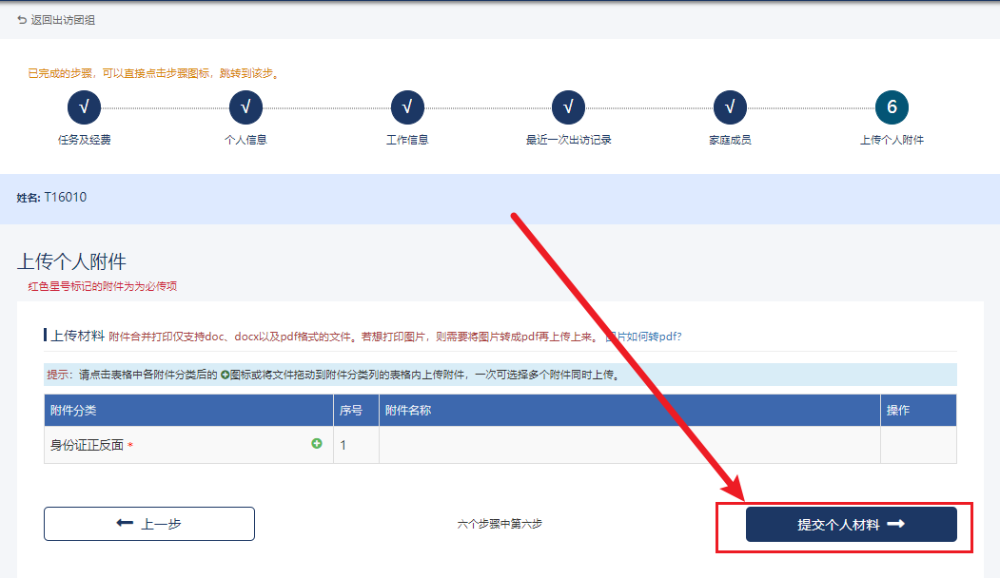 返回出访团组
已完成的步骤，可以直接点击步骤图标，跳转到该步。
√ √ √ √ √ 6
任务及经费 个人信息 工作信息 最近一次出访记录 家庭成员 上传个人附件
姓名: T16010
上传个人附件
红色星号标记的附件为为必传项
上传材料 附件合并打印仅支持doc、docx以及pdf格式的文件。若想打印图片，则需要将图片转成pdf再上传上来。 图片如何转pdf?
提示：请点击表格中各附件分类后的 图标或将文件拖动到附件分类列的表格内上传附件，一次可选择多个附件同时上传。
附件分类 序号 附件名称 操作
身份证正反面 * 1
上一步 六个步骤中第六步 提交个人材料